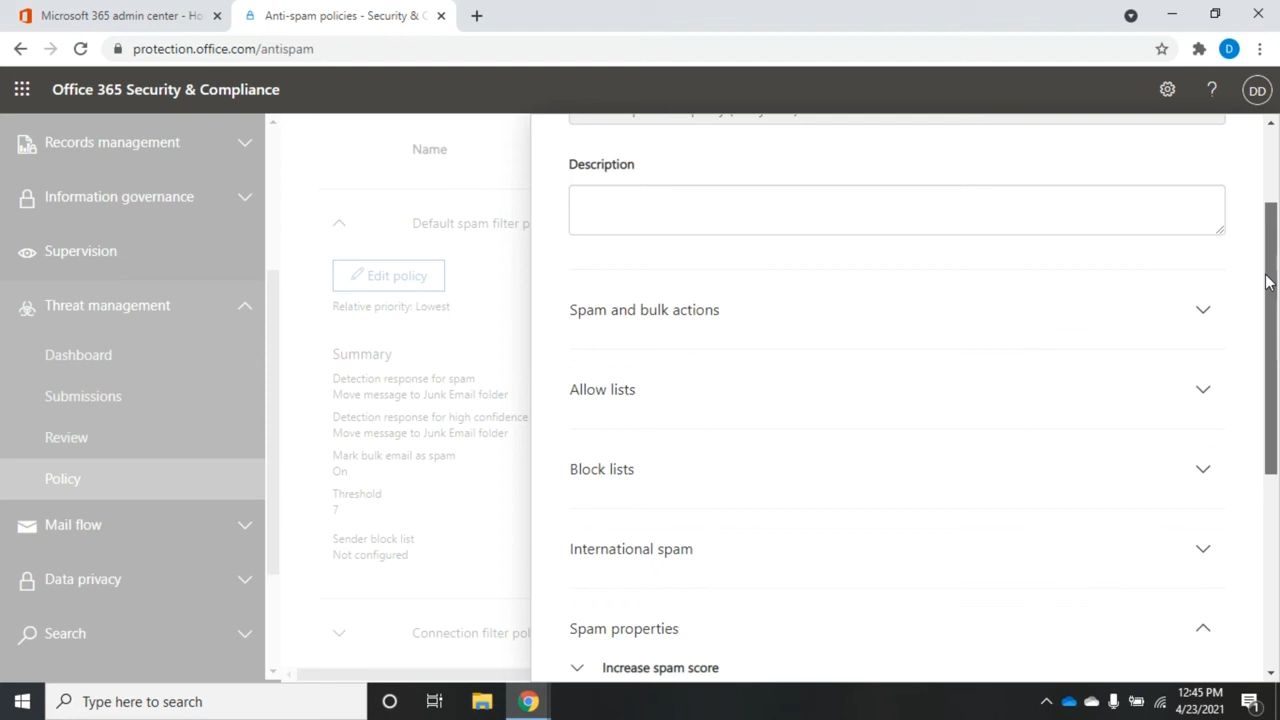 Microsoft 365 admin center - Ho
Anti-spam policies - Security & C
protection.office.com/antispam
D
Office 365 Security & Compliance
?
DD
Records management
Information governance
Supervision
Threat management
Dashboard
Submissions
Review
Policy
Mail flow
Data privacy
Search
Name
Default spam filter p
Edit policy
Relative priority: Lowest
Summary
Detection response for spam
Move message to Junk Email folder
Detection response for high confidence
Move message to Junk Email folder
Mark bulk email as spam
On
Threshold
7
Sender block list
Not configured
Connection filter pol
Description
Spam and bulk actions
Allow lists
Block lists
International spam
Spam properties
Increase spam score
Type here to search
12:45 PM
4/23/2021
1